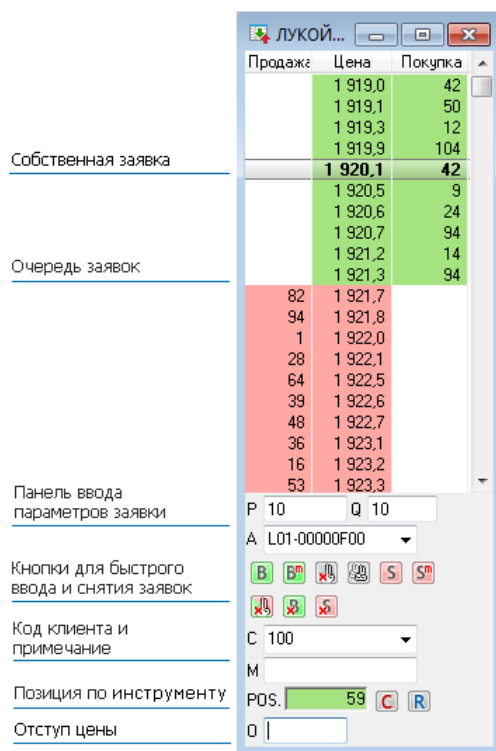 ЛУКОЙ...
Продажа Цена Покупка
1 919,0 42
1 919,1 50
1 919,3 12
1 919,9 104
Собственная заявка
1 920,1 42
1 920,5 9
1 920,6 24
1 920,7 94
1 921,2 14
Очередь заявок
1 921,3 94
82 1 921,7
94 1 921,8
1 1 922,0
28 1 922,1
64 1 922,5
39 1 922,6
48 1 922,7
36 1 923,1
16 1 923,2
53 1 923,3
Панель ввода
параметров заявки
P 10 Q 10
A L01-00000F00
Кнопки для быстрого
ввода и снятия заявок
B Bm S Sm
B S
Код клиента и
примечание
C 100
M
Позиция по инструменту
POS. 59 C R
Отступ цены
O